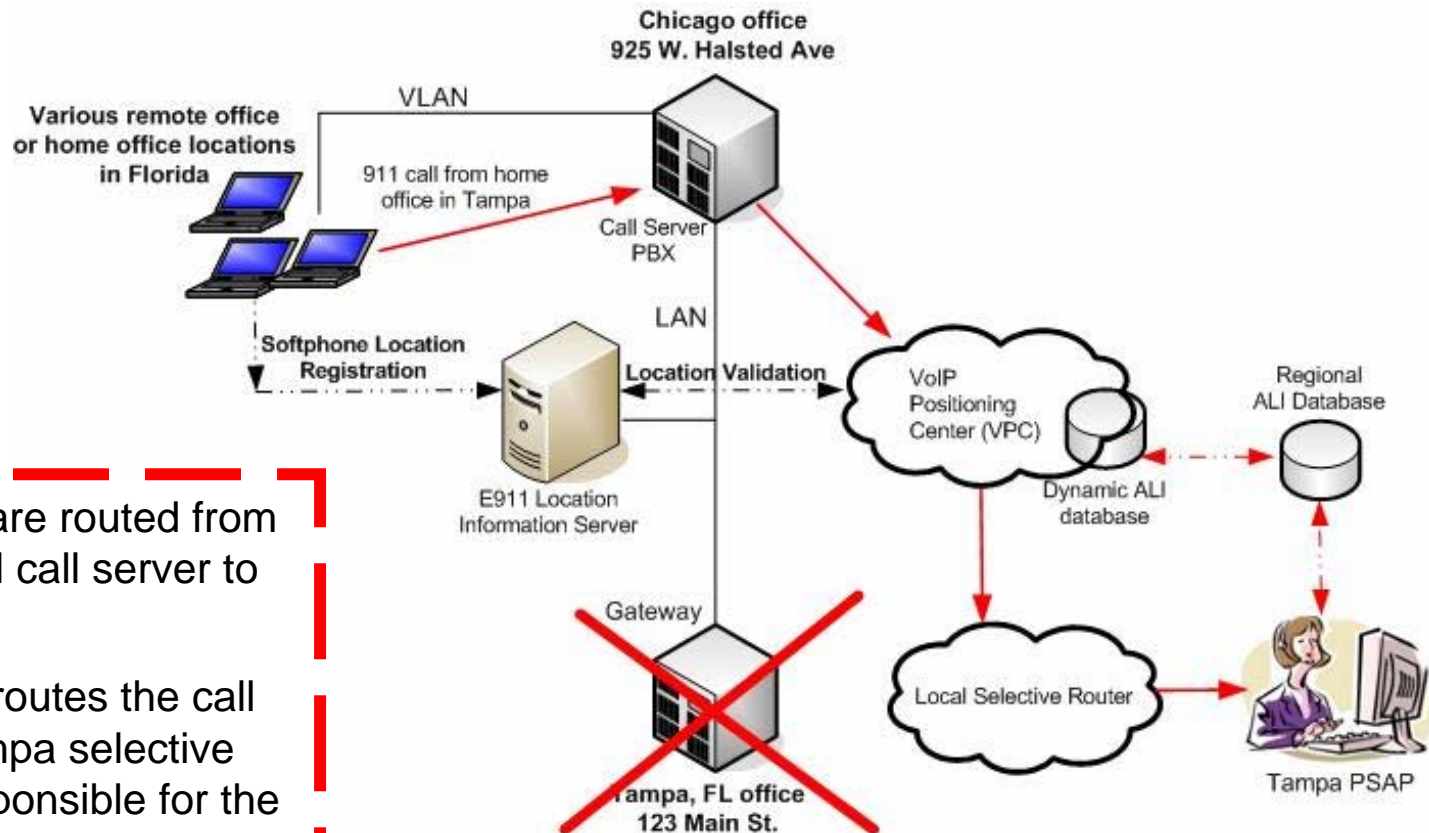 Chicago office
925 W. Halsted Ave
VLAN
Various remote office
or home office locations
in Florida
911 call from home
office in Tampa
Call Server
PBX
LAN
Softphone Location
Registration
Location Validation
VoIP
Positioning
Center (VPC)
Regional
ALI Database
Dynamic ALI
database
E911 Location
Information Server
are routed from
call server to
routes the call
selective
for the
Gateway
Local Selective Router
Tampa PSAP
Tampa, FL office
123 Main St.